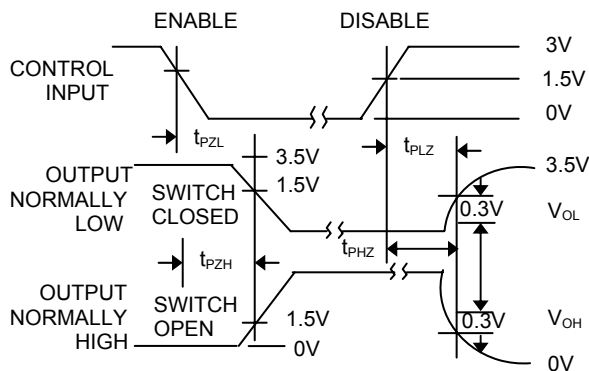 ENABLE DISABLE
CONTROL
INPUT
3V
1.5V
0V
tPZL
tPLZ
OUTPUT
NORMALLY
LOW
SWITCH
CLOSED
3.5V
1.5V
3.5V
0.3V
VOL
tPZH
tPHZ
OUTPUT
NORMALLY
HIGH
SWITCH
OPEN
1.5V
0V
0.3V
VOH
0V